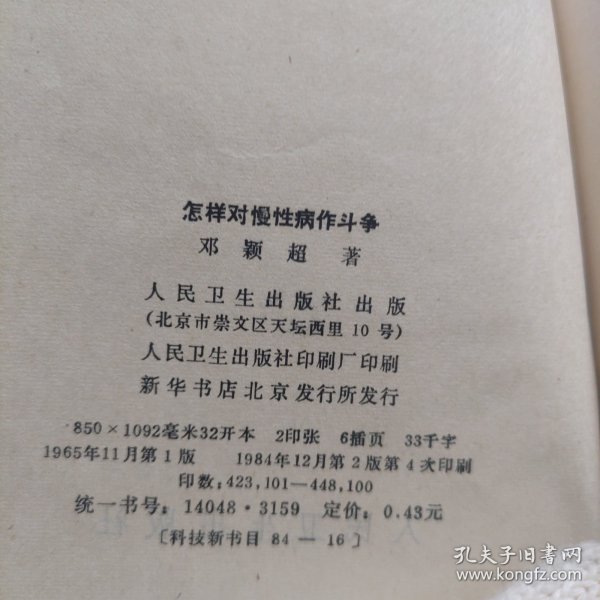 怎样对慢性病作斗争
邓颖超 著
人民卫生出版社出版
(北京市崇文区天坛西里10号)
人民卫生出版社印刷厂印刷
新华书店北京发行所发行
850×1092毫米32开本 2印张 6插页 33千字
1965年11月第1版 1984年12月第2版第4次印刷
印数:423,101—448,100
统一书号:14048·3159 定价:0.43元
〔科技新书目 84—16〕
孔夫子旧书网
www.kongfz.com